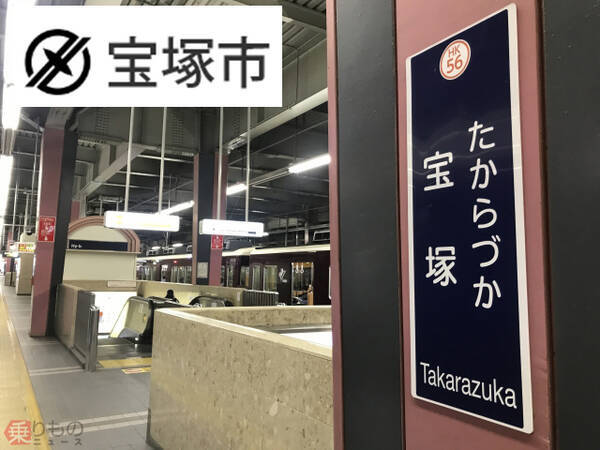 宝塚市
HK
56
たからづか
宝塚
Takarazuka
乗りもの
ニュース